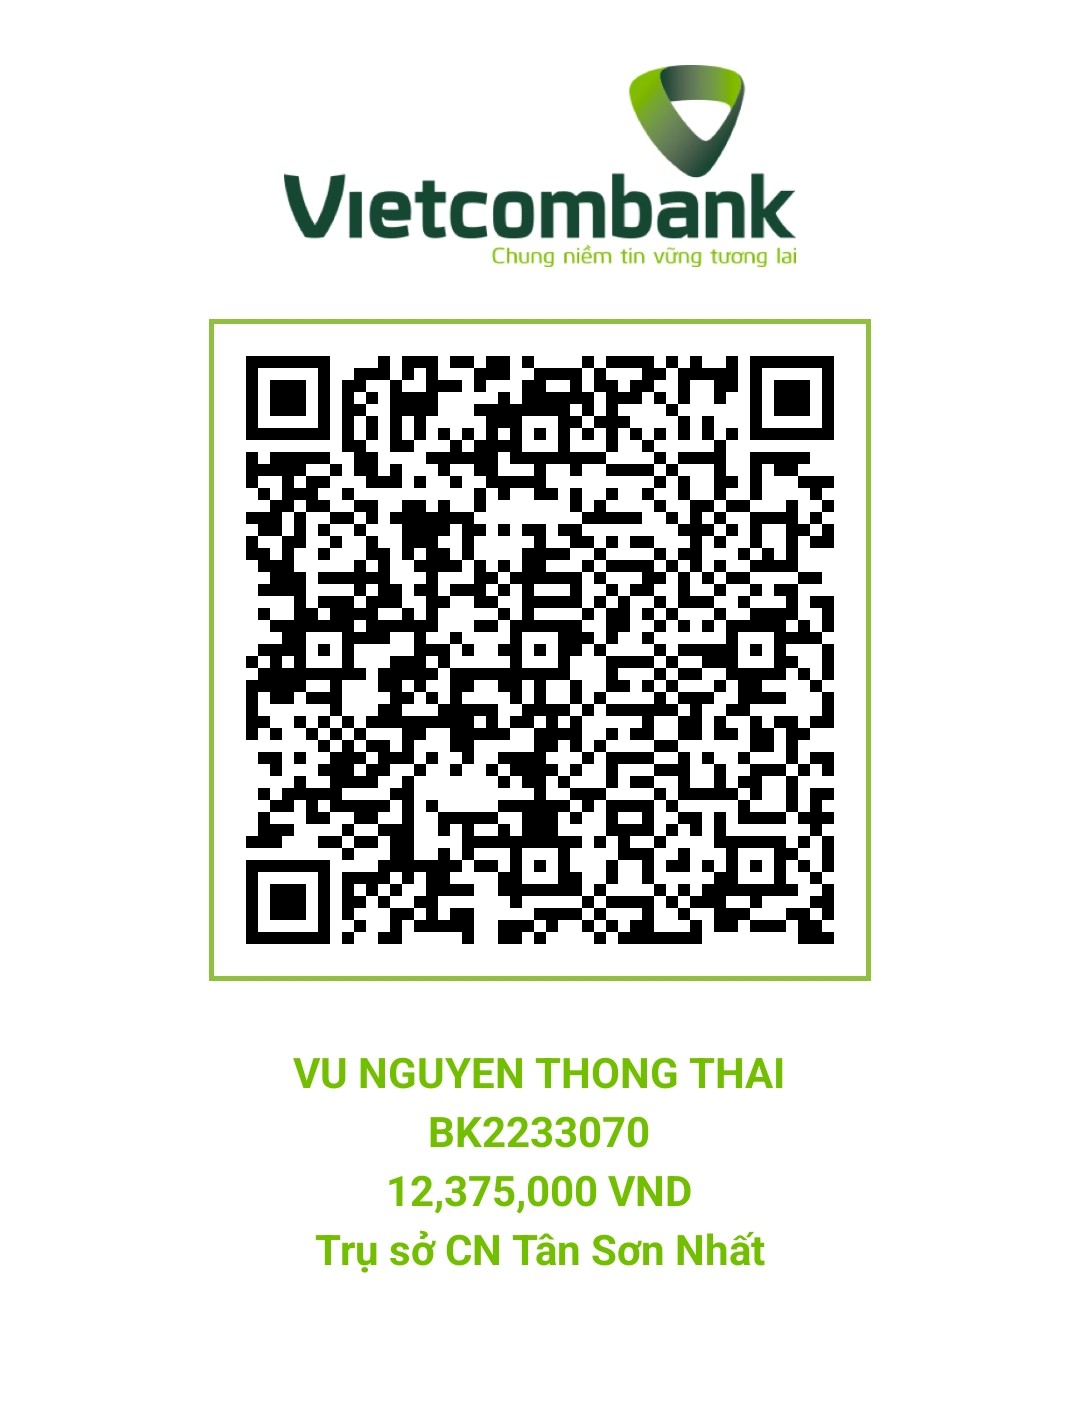 Vietcombank
Chung niềm tin vững tương lai
VU NGUYEN THONG THAI
BK2233070
12,375,000 VND
Trụ sở CN Tân Sơn Nhất